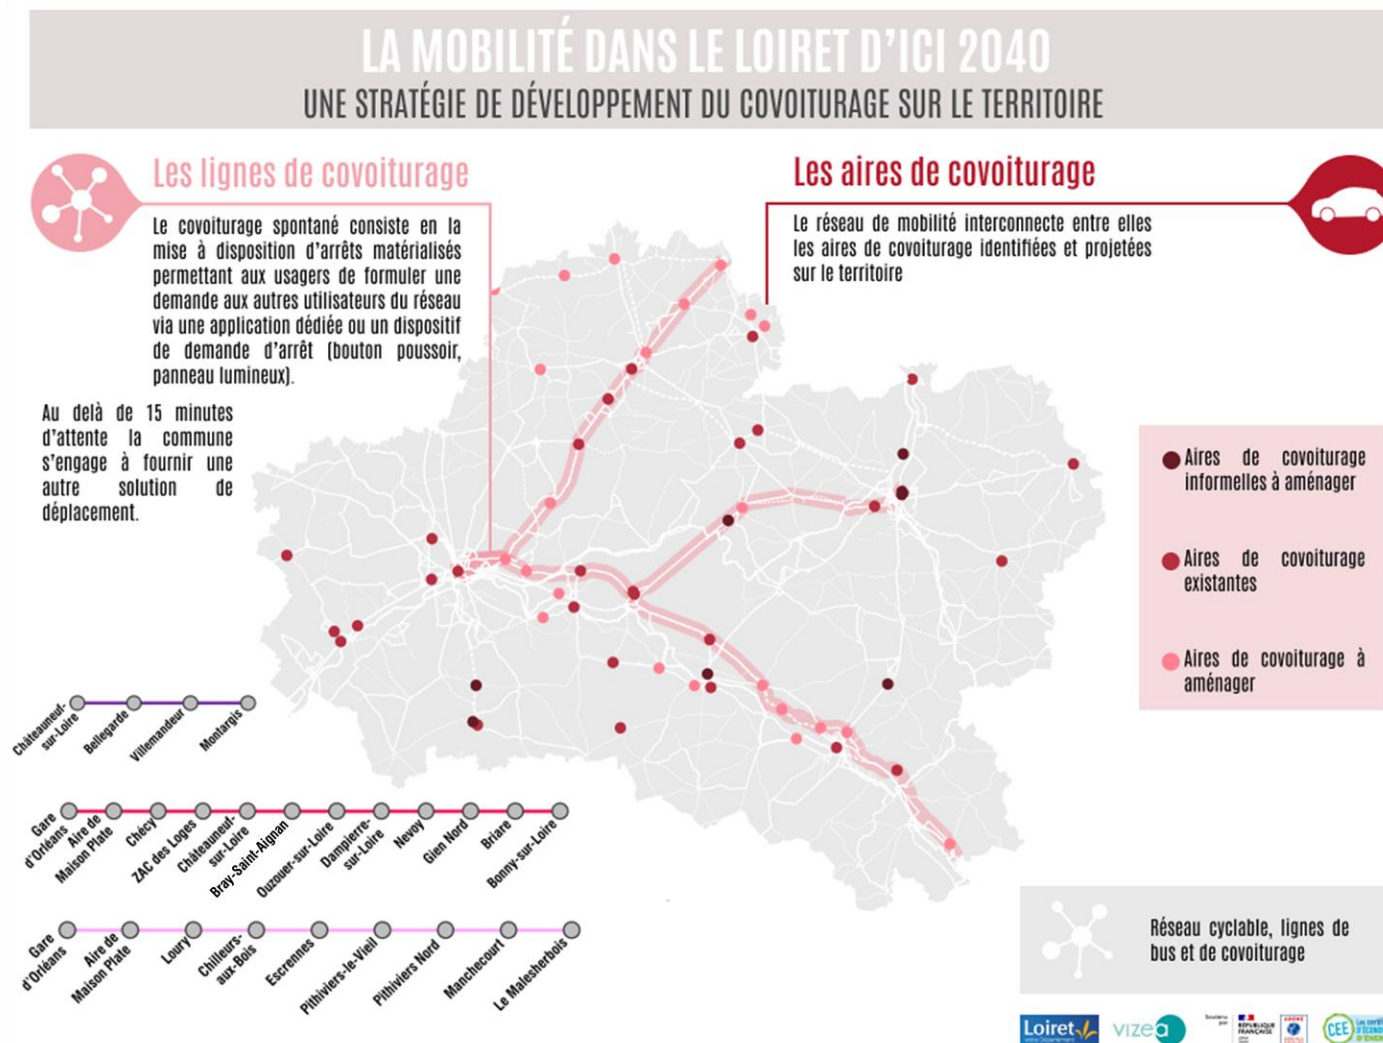 LA MOBILITÉ DANS LE LOIRET D'ICI 2040
UNE STRATÉGIE DE DÉVELOPPEMENT DU COVOITURAGE SUR LE TERRITOIRE
Les lignes de covoiturage
Le covoiturage spontané consiste en la
mise à disposition d'arrêts matérialisés
permettant aux usagers de formuler une
demande aux autres utilisateurs du réseau
via une application dédiée ou un dispositif
de demande d'arrêt (bouton poussoir,
panneau lumineux).
Au delà de 15 minutes
d'attente la commune
s'engage à fournir une
autre solution de
déplacement.
Les aires de covoiturage
Le réseau de mobilité interconnecte entre elles
les aires de covoiturage identifiées et projetées
sur le territoire
Aires de covoiturage
informelles à aménager
Aires de covoiturage
existantes
Aires de covoiturage à
aménager
Châteauneuf-
sur-Loire
Bellegarde
Villemandeur
Montargis
Gare
d'Orléans
Aire de
Maison Plate
Chécy
ZAC des Loges
Châteauneuf-
sur-Loire
Bray-Saint-Aignan
Ouzouer-sur-Loire
Dampierre-
sur-Loire
Nevoy
Gien Nord
Briare
Bonny-sur-Loire
Gare
d'Orléans
Aire de
Maison Plate
Loury
Chilleurs-
aux-Bois
Escrennes
Pithiviers-le-Vieil
Pithiviers Nord
Manchecourt
Le Malesherbois
Réseau cyclable, lignes de
bus et de covoiturage
Loiret
votre Département
vizea
Soutenu
par
RÉPUBLIQUE
FRANÇAISE
ADEME
CEE